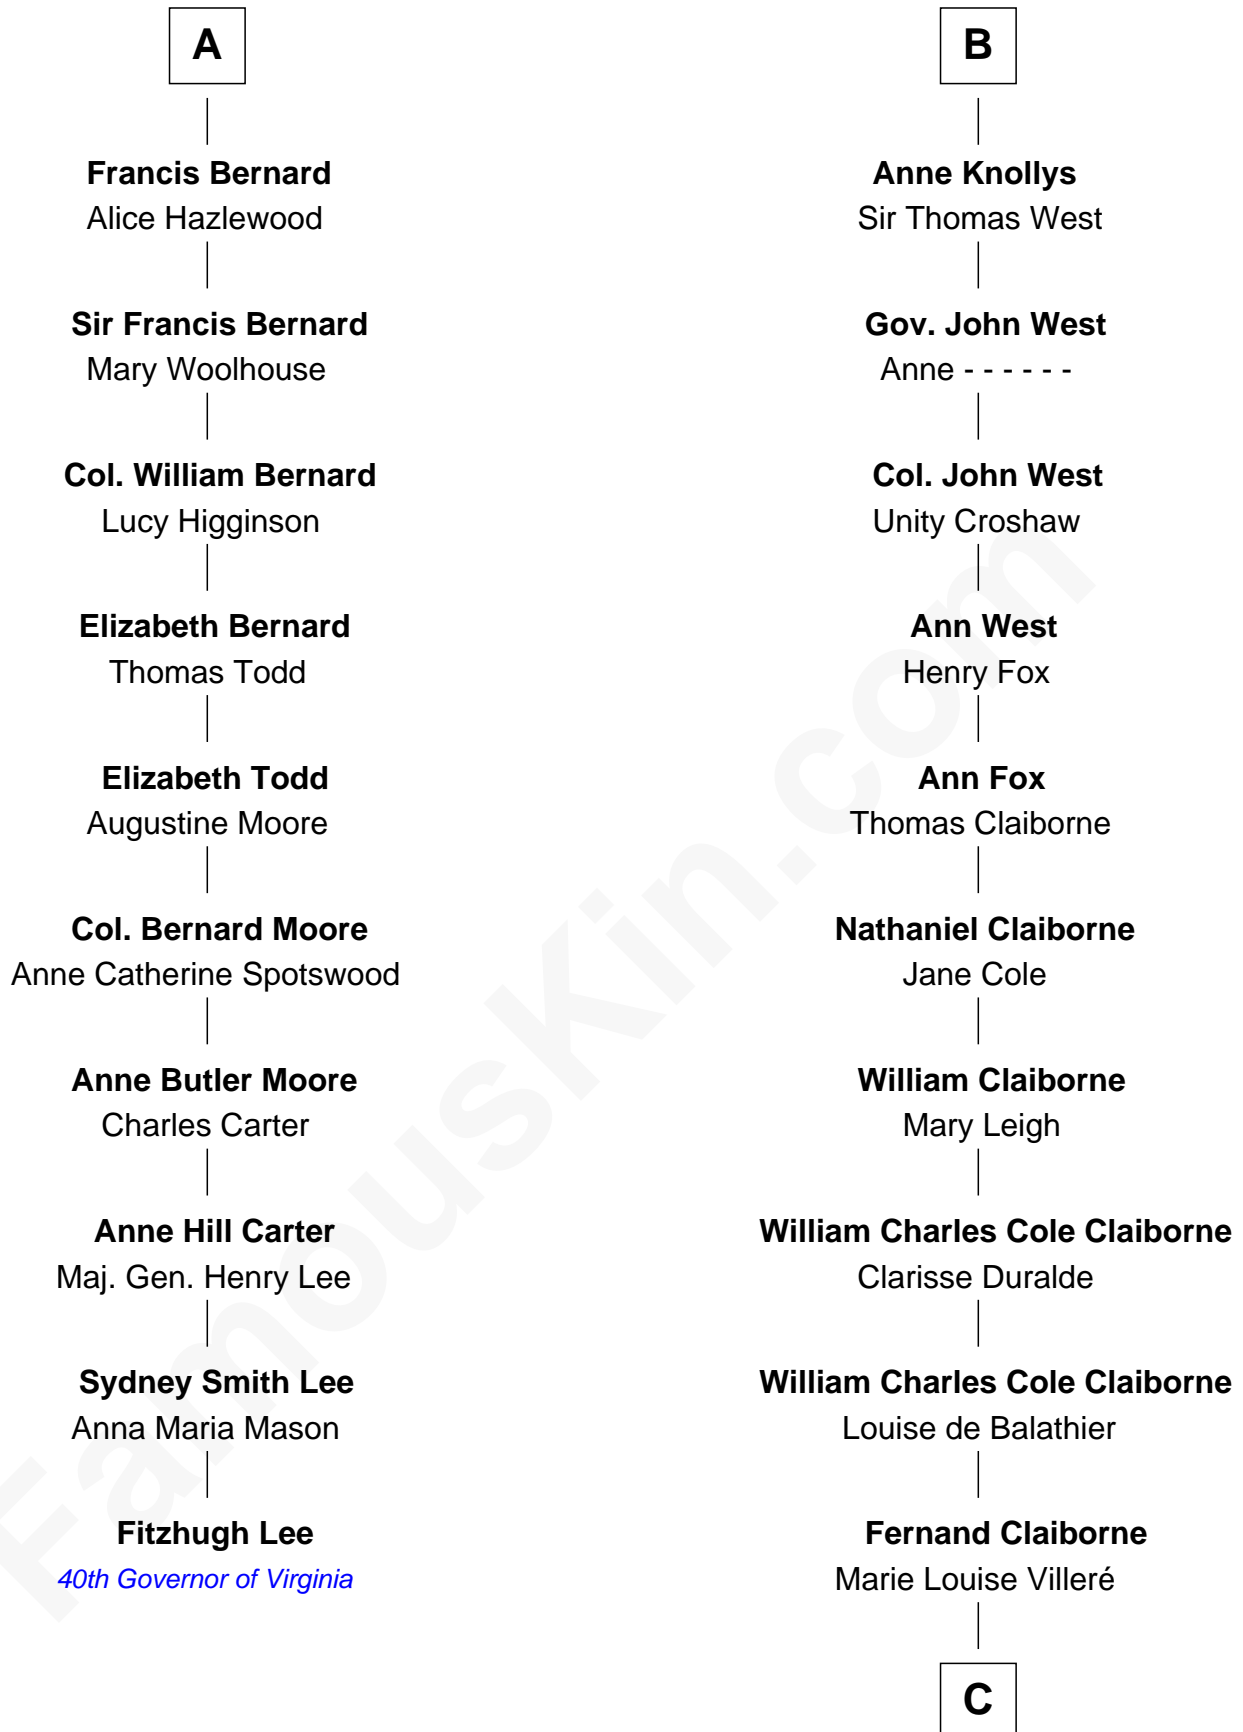 A
Francis Bernard
Alice Hazlewood
Sir Francis Bernard
Mary Woolhouse
Col. William Bernard
Lucy Higginson
Elizabeth Bernard
Thomas Todd
Elizabeth Todd
Augustine Moore
Col. Bernard Moore
Anne Catherine Spotswood
Anne Butler Moore
Charles Carter
Anne Hill Carter
Maj. Gen. Henry Lee
Sydney Smith Lee
Anna Maria Mason
Fitzhugh Lee
40th Governor of Virginia
B
Anne Knollys
Sir Thomas West
Gov. John West
Anne - - - - - -
Col. John West
Unity Croshaw
Ann West
Henry Fox
Ann Fox
Thomas Claiborne
Nathaniel Claiborne
Jane Cole
William Claiborne
Mary Leigh
William Charles Cole Claiborne
Clarisse Duralde
William Charles Cole Claiborne
Louise de Balathier
Fernand Claiborne
Marie Louise Villeré
C
FamousKin.com